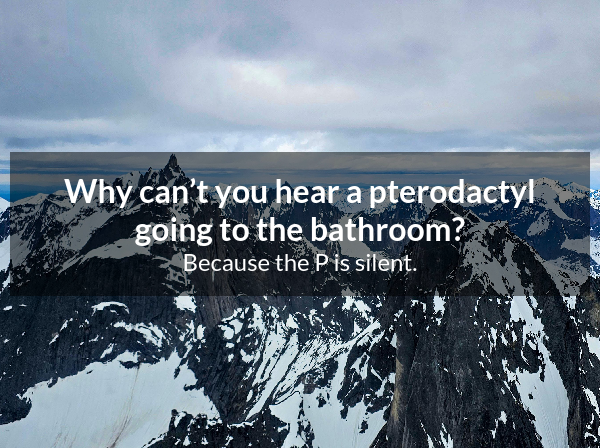 Why can’t you hear a pterodactyl
going to the bathroom?
Because the P is silent.